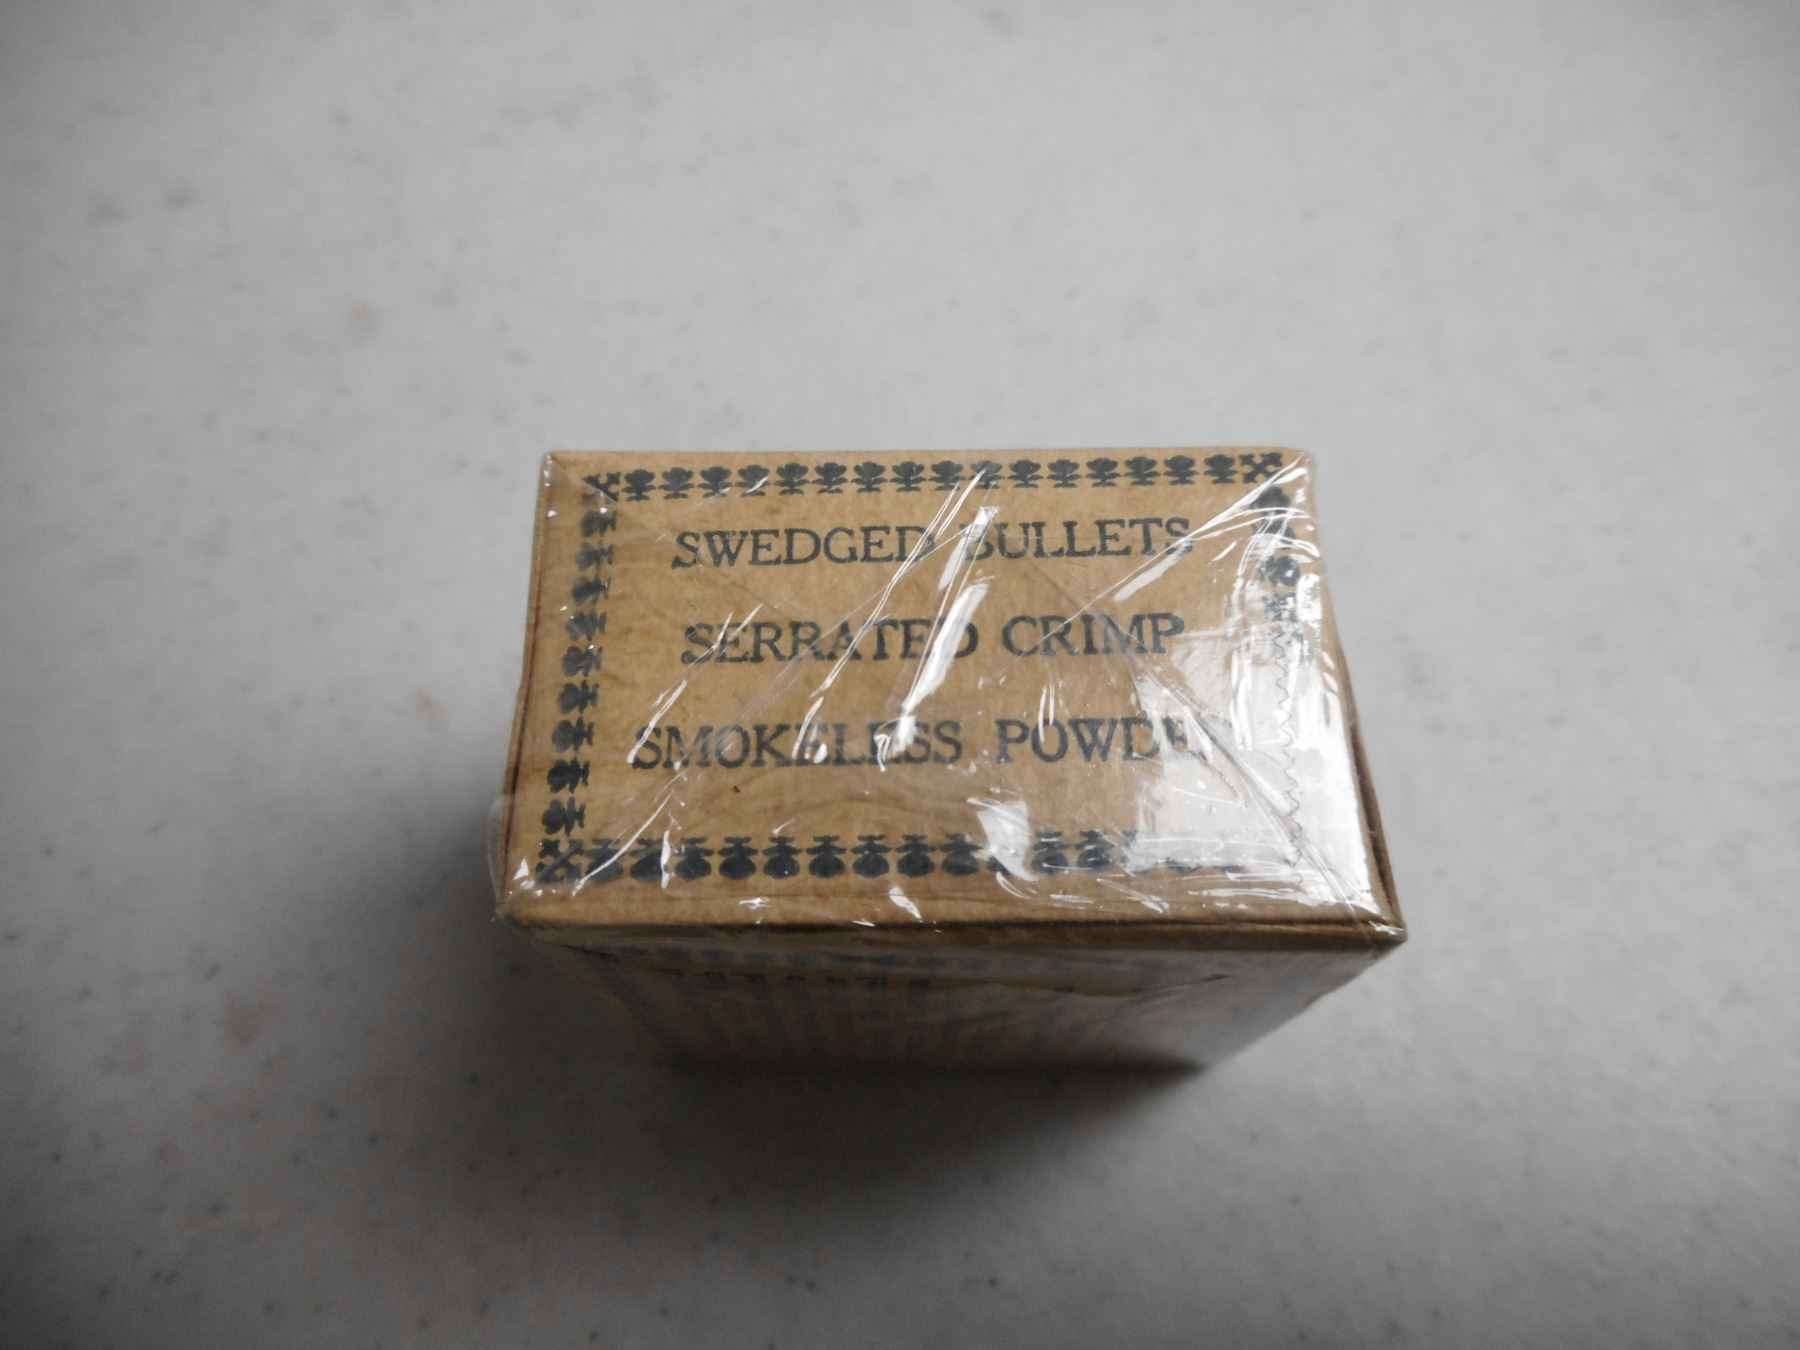 SWEDGED BULLETS
SERRATED CRIMP
SMOKELESS POWDER